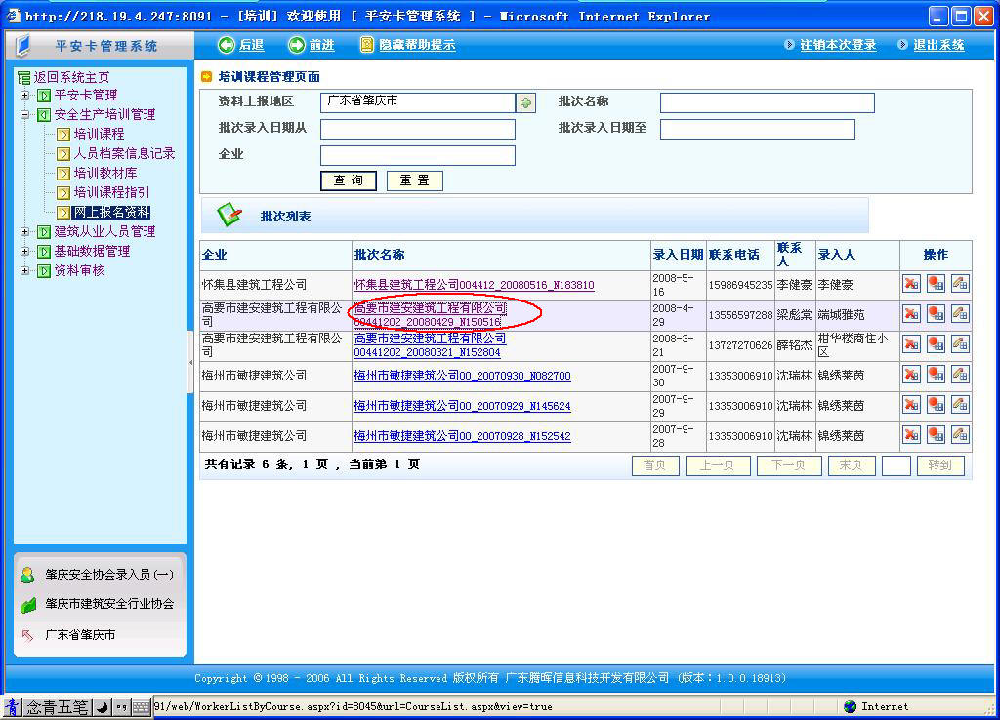 http://218.19.4.247:8091 - [培训] 欢迎使用 [ 平安卡管理系统 ] - Microsoft Internet Explorer
平安卡管理系统
后退 前进 隐藏帮助提示 注销本次登录 退出系统
返回系统主页
平安卡管理
安全生产培训管理
培训课程
人员档案信息记录
培训教材库
培训课程指引
网上报名资料
建筑从业人员管理
基础数据管理
资料审核
肇庆安全协会录入员(一)
肇庆市建筑安全行业协会
广东省肇庆市
培训课程管理页面
资料上报地区 广东省肇庆市 批次名称
批次录入日期从 批次录入日期至
企业
查 询 重 置
批次列表
企业 批次名称 录入日期 联系电话 联系人 录入人 操作
怀集县建筑工程公司 怀集县建筑工程公司004412_20080516_N183810 2008-5-16 15986945235 李健豪 李健豪
高要市建安建筑工程有限公司 高要市建安建筑工程有限公司00441202_20080429_N150516 2008-4-29 13556597288 梁彪棠 端城雅苑
高要市建安建筑工程有限公司 高要市建安建筑工程有限公司00441202_20080321_N152804 2008-3-21 13727270626 薛铭杰 柑华楼商住小区
梅州市敏捷建筑公司 梅州市敏捷建筑公司00_20070930_N082700 2007-9-30 13353006910 沈瑞林 锦绣莱茵
梅州市敏捷建筑公司 梅州市敏捷建筑公司00_20070929_N145624 2007-9-29 13353006910 沈瑞林 锦绣莱茵
梅州市敏捷建筑公司 梅州市敏捷建筑公司00_20070928_N152542 2007-9-28 13353006910 沈瑞林 锦绣莱茵
共有记录 6 条, 1 页 , 当前第 1 页 首页 上一页 下一页 末页 转到
Copyright © 1998 - 2006 All Rights Reserved 版权所有 广东腾晖信息科技开发有限公司 (版本:1.0.0.18913)
青 念青五笔 91/web/WorkerListByCourse.aspx?id=8045&url=CourseList.aspx&view=true Internet